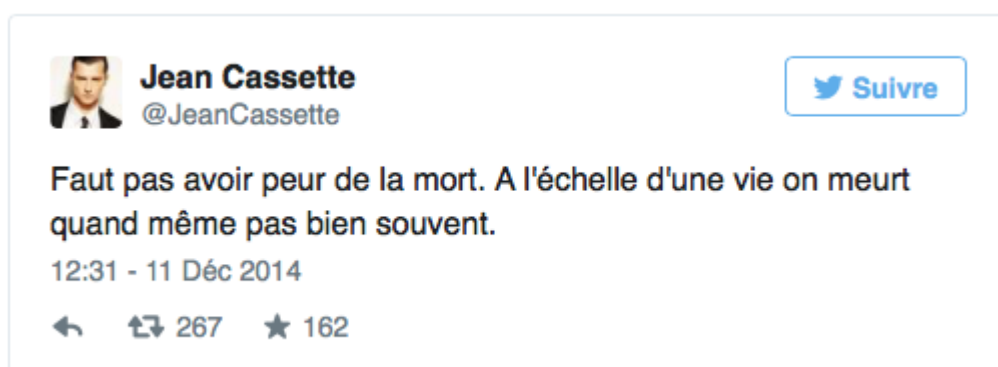 Jean Cassette
@JeanCassette
Suivre
Faut pas avoir peur de la mort. A l'échelle d'une vie on meurt
quand même pas bien souvent.
12:31 - 11 Déc 2014
267 162